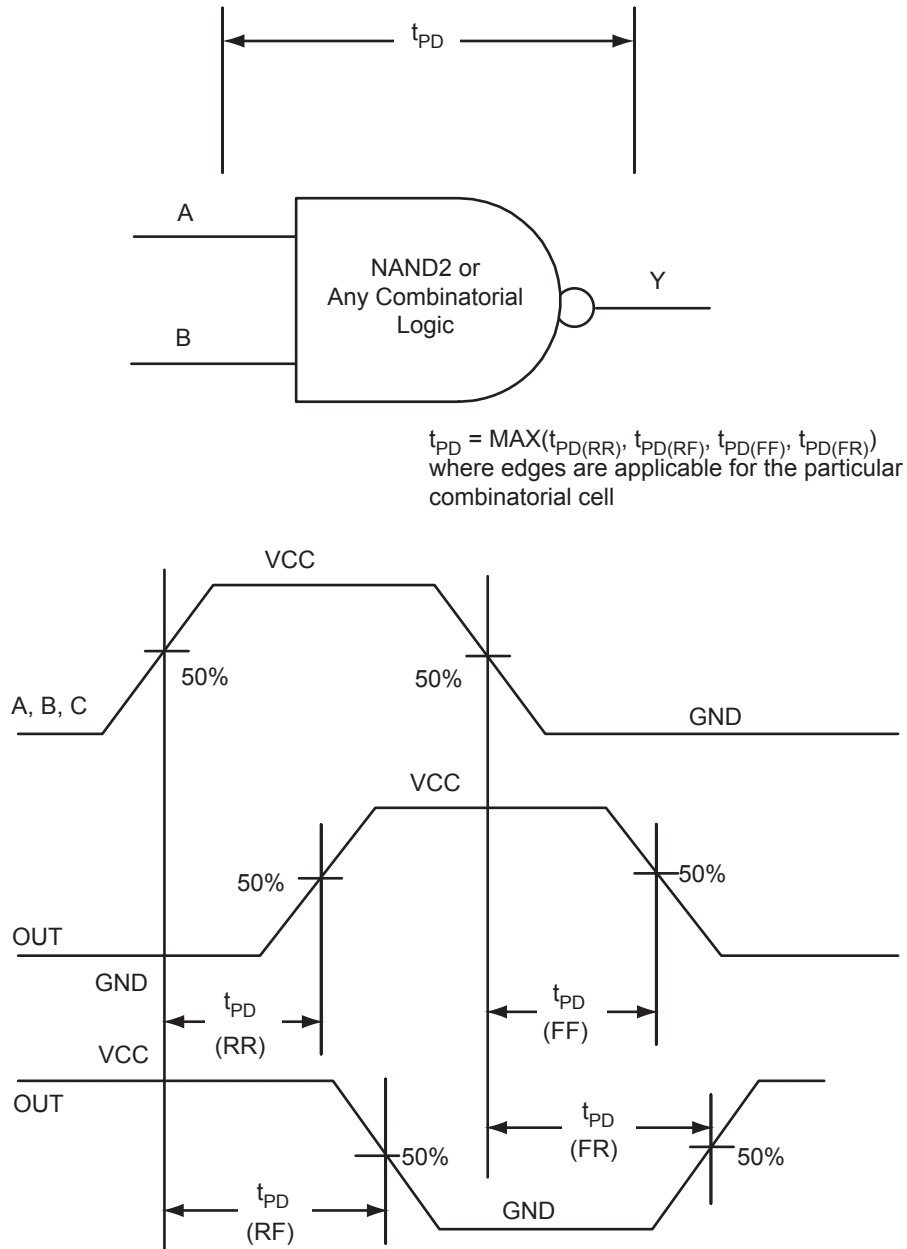 tPD
A
NAND2 or
Any Combinatorial
Logic
B
Y
tPD = MAX(tPD(RR), tPD(RF), tPD(FF), tPD(FR))
where edges are applicable for the particular
combinatorial cell
VCC
50%
50%
A, B, C
GND
VCC
50%
50%
OUT
GND
tPD
(RR)
tPD
(FF)
VCC
OUT
tPD
(FR)
50%
50%
tPD
(RF)
GND